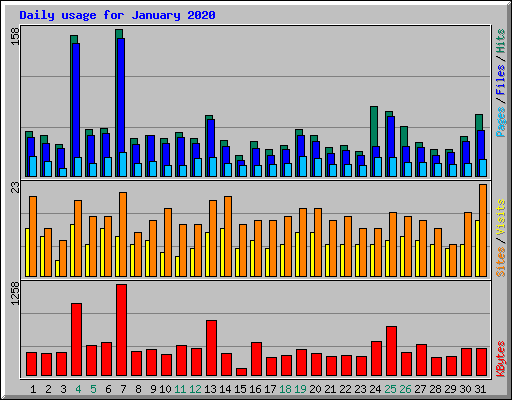 Daily usage for January 2020
158
Pages / Files / Hits
23
Sites / Visits
1258
KBytes
1 2 3 4 5 6 7 8 9 10 11 12 13 14 15 16 17 18 19 20 21 22 23 24 25 26 27 28 29 30 31